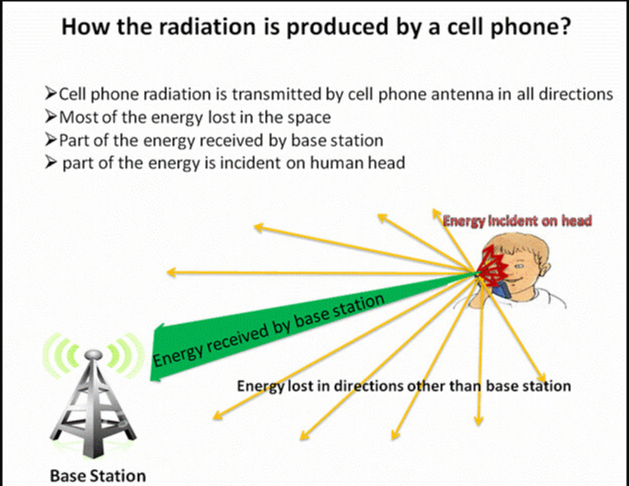 How the radiation is produced by a cell phone?
➢Cell phone radiation is transmitted by cell phone antenna in all directions
➢Most of the energy lost in the space
➢Part of the energy received by base station
➢ part of the energy is incident on human head
Energy Incident on head
Energy received by base station
Energy lost in directions other than base station
Base Station